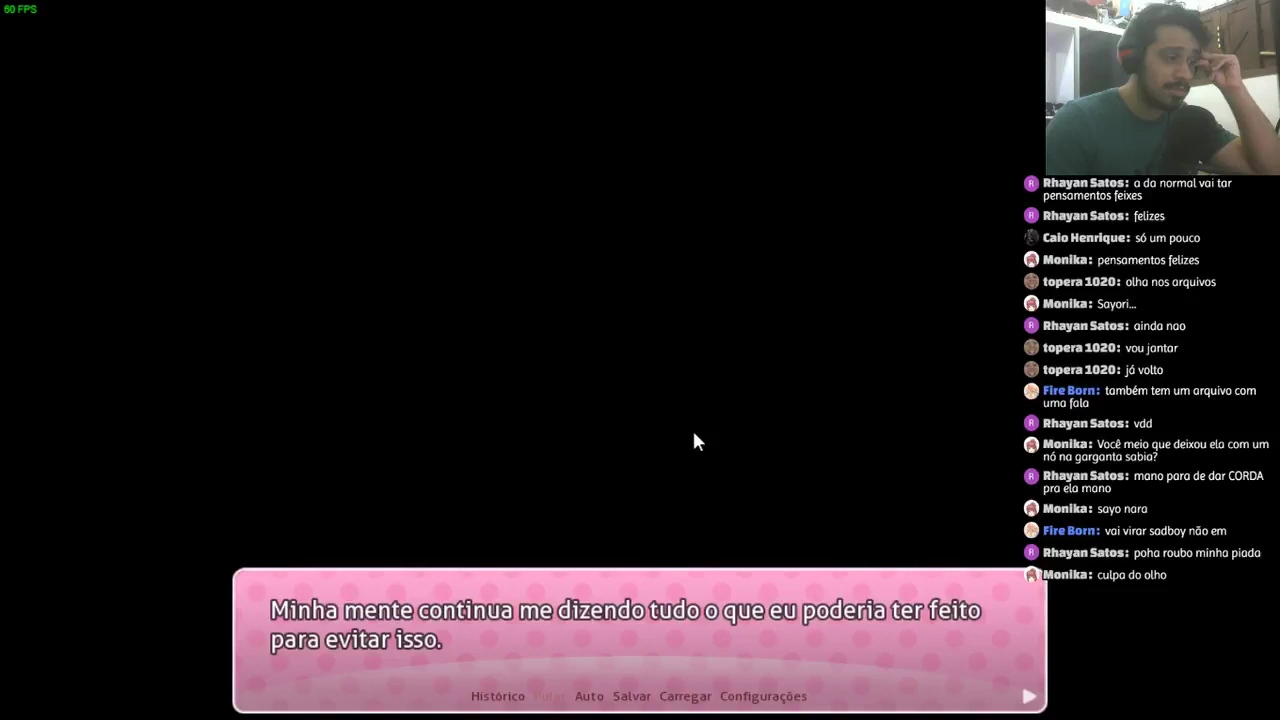 60 FPS
Rhayan Satos: a da normal vai tar
pensamentos feixes
Rhayan Satos: felizes
Caio Henrique: só um pouco
Monika: pensamentos felizes
topera 1020: olha nos arquivos
Monika: Sayori...
Rhayan Satos: ainda nao
topera 1020: vou jantar
topera 1020: já volto
Fire Born: também tem um arquivo com
uma fala
Rhayan Satos: vdd
Monika: Você meio que deixou ela com um
nó na garganta sabia?
Rhayan Satos: mano para de dar CORDA
pra ela mano
Monika: sayo nara
Fire Born: vai virar sadboy não em
Rhayan Satos: poha roubo minha piada
Monika: culpa do olho
Minha mente continua me dizendo tudo o que eu poderia ter feito
para evitar isso.
Histórico Pular Auto Salvar Carregar Configurações